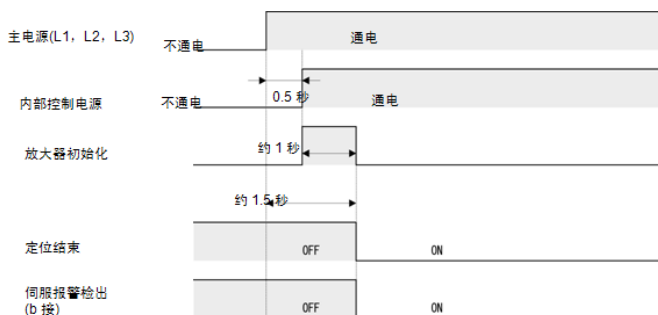 主电源(L1，L2，L3)
不通电
通电
0.5 秒
内部控制电源
不通电
通电
放大器初始化
约 1 秒
约 1.5 秒
定位结束
OFF
ON
伺服报警检出
(b 接)
OFF
ON